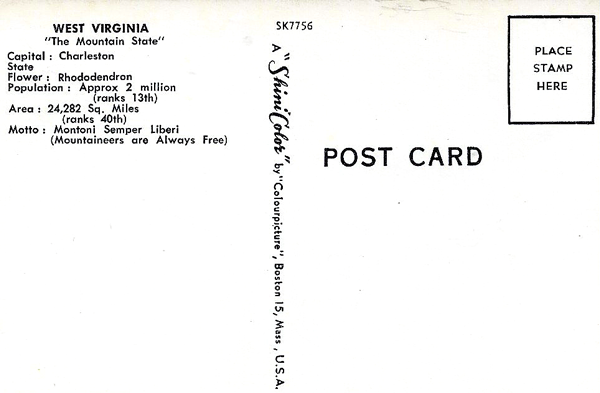 WEST VIRGINIA
"The Mountain State"
Capital : Charleston
State
Flower : Rhododendron
Population : Approx 2 million
(ranks 13th)
Area : 24,282 Sq. Miles
(ranks 40th)
Motto : Montoni Semper Liberi
(Mountaineers are Always Free)
SK7756
A "ShiniColor" by "Colourpicture", Boston 15, Mass., U.S.A.
POST CARD
PLACE
STAMP
HERE